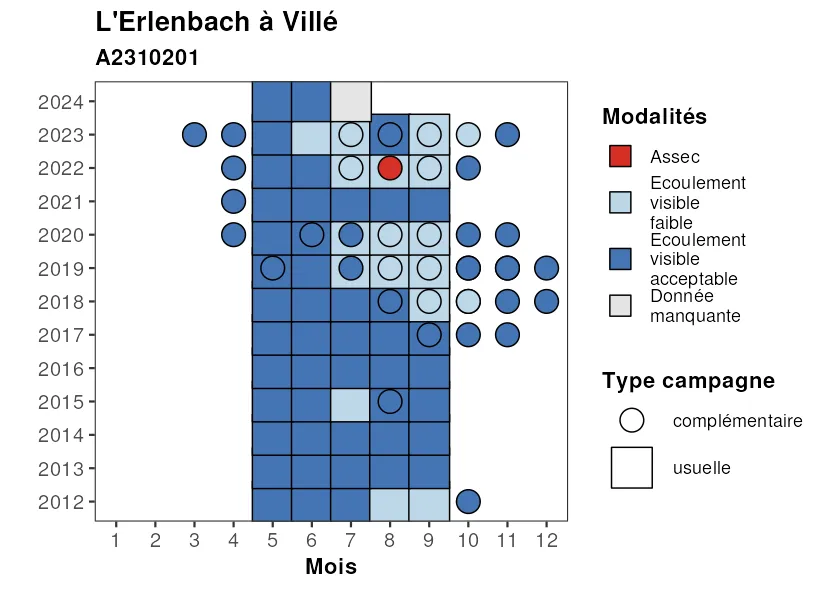 L'Erlenbach à Villé
A2310201
2024
2023
2022
2021
2020
2019
2018
2017
2016
2015
2014
2013
2012
1 2 3 4 5 6 7 8 9 10 11 12
Mois
Modalités
Assec
Ecoulement
visible
faible
Ecoulement
visible
acceptable
Donnée
manquante
Type campagne
complémentaire
usuelle